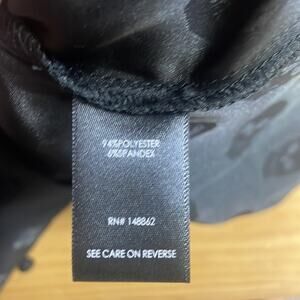 94%POLYESTER
6%SPANDEX
RN# 148862
SEE CARE ON REVERSE